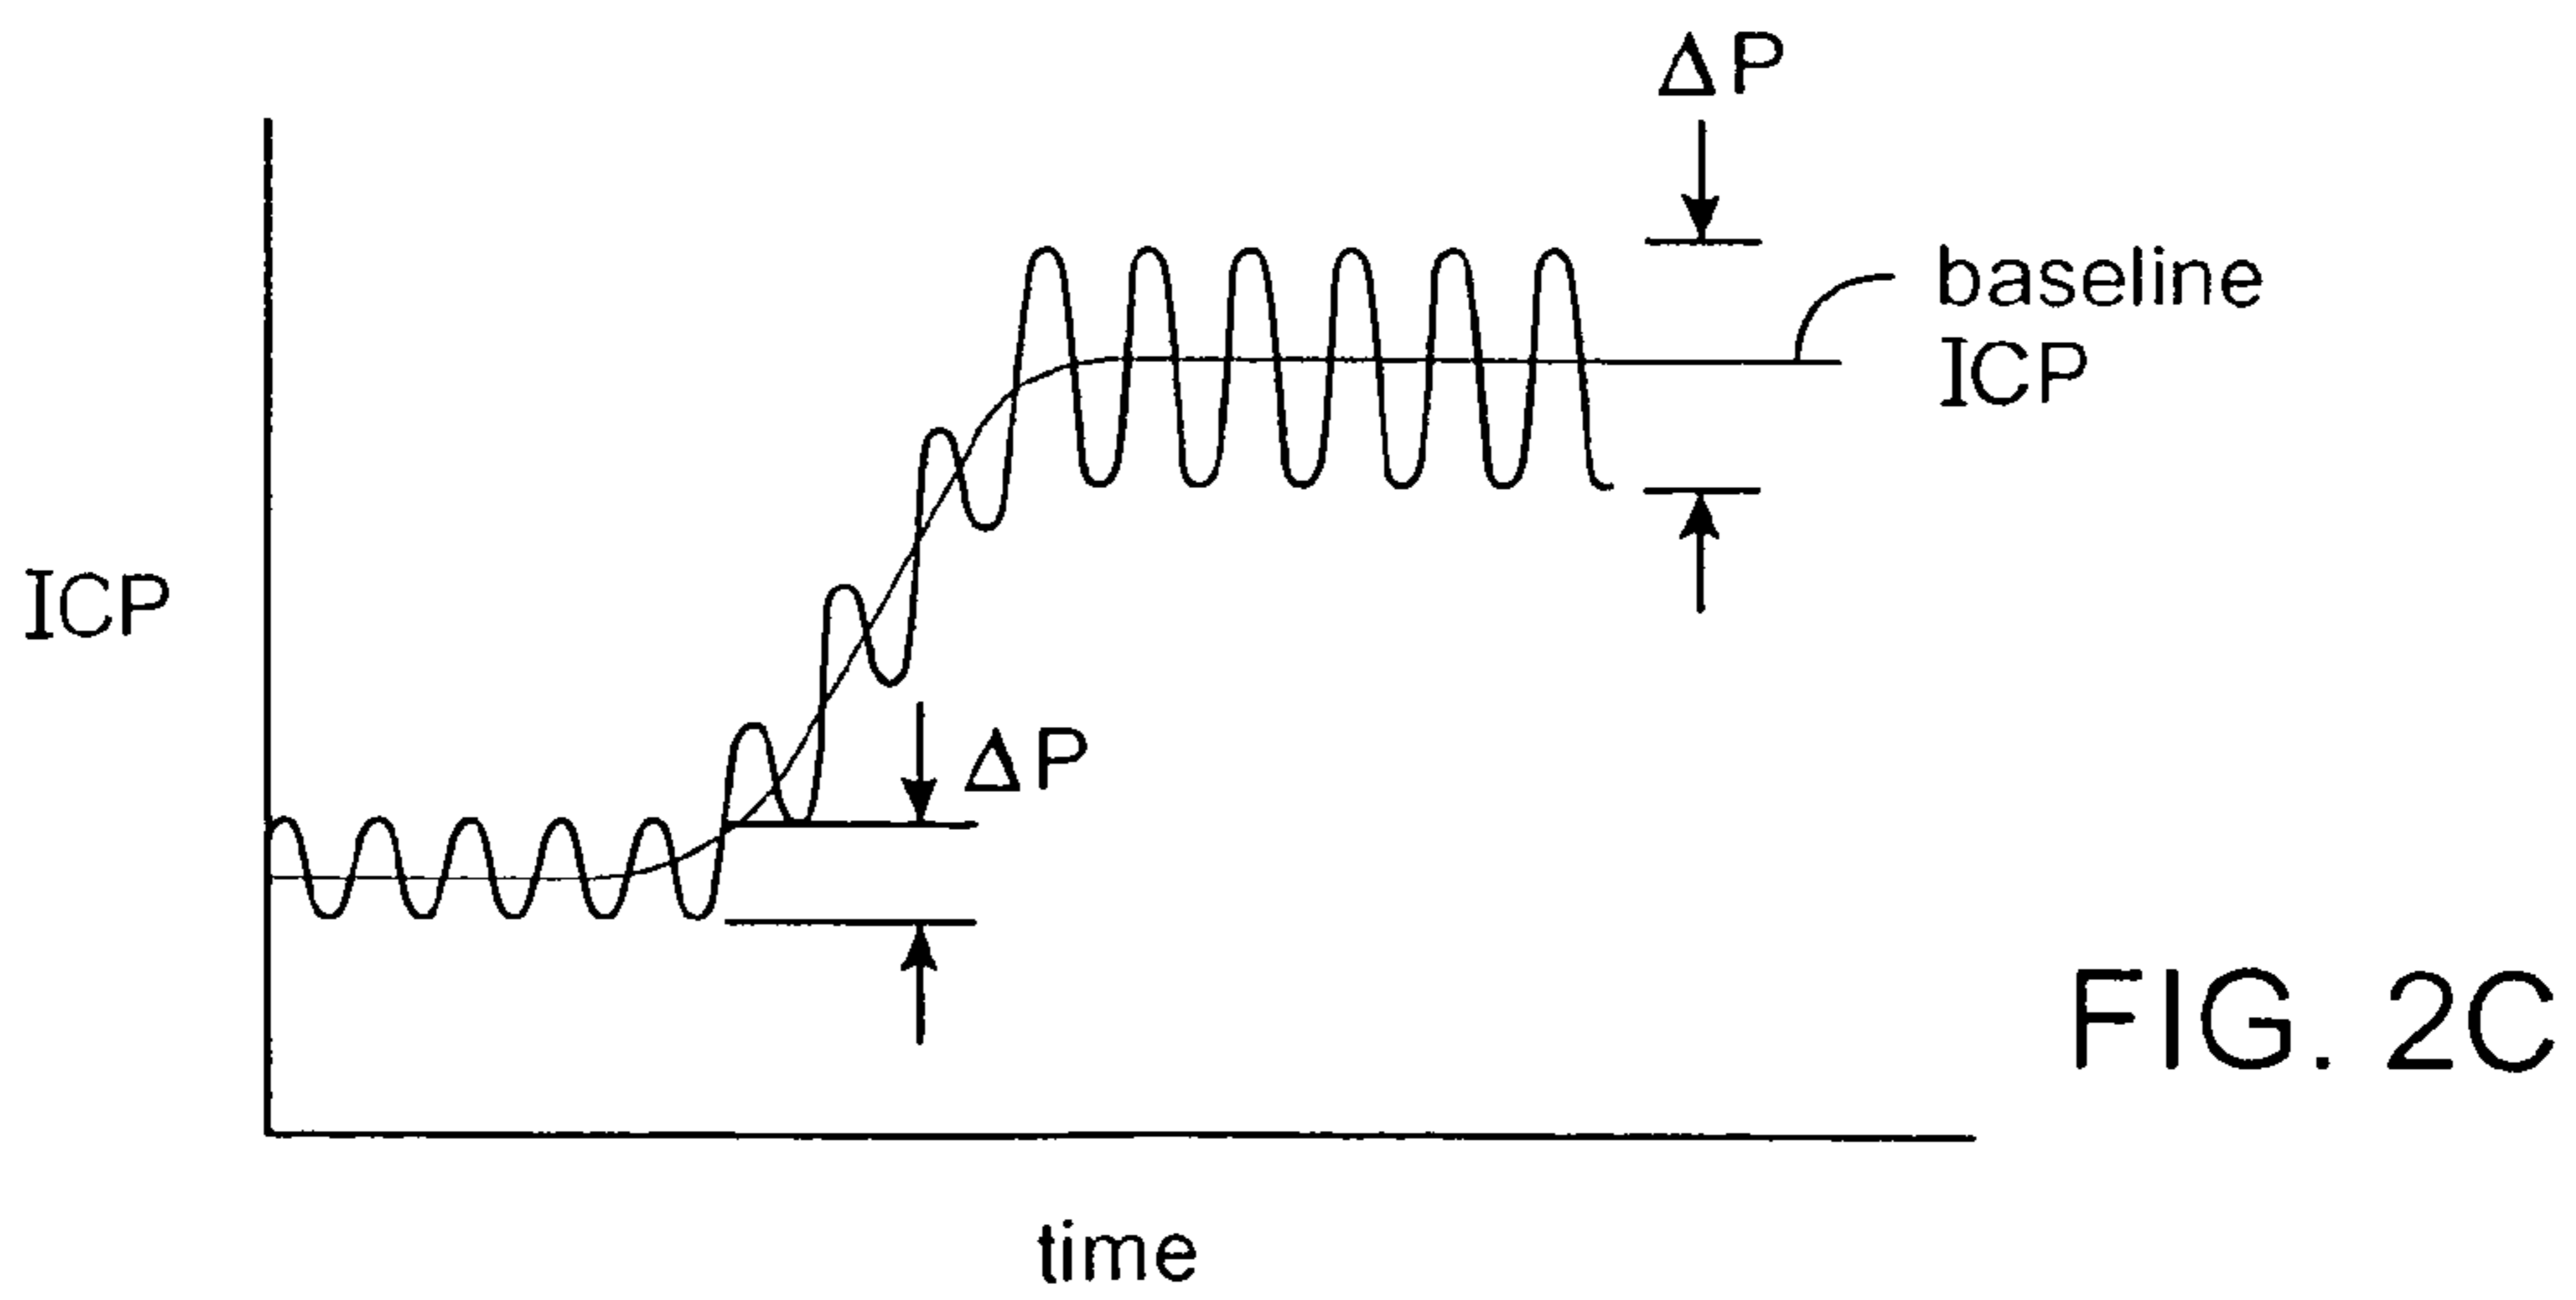 ΔP
baseline
ICP
ICP
ΔP
FIG. 2C
time